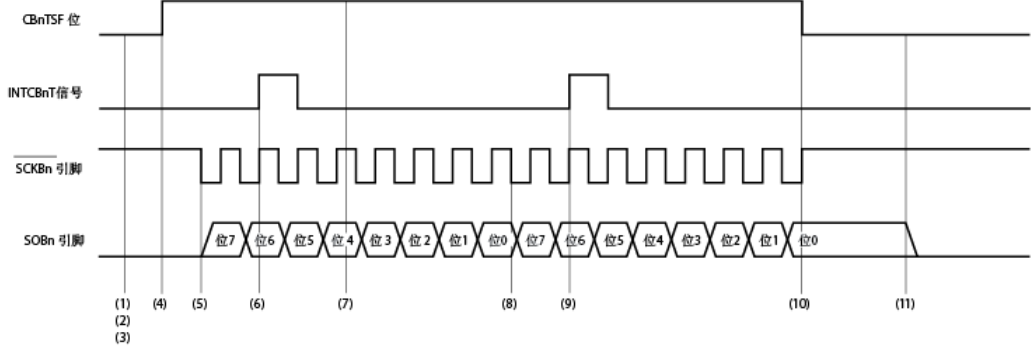 CBnTSF 位
INTCBnT信号
SCKBn 引脚
SOBn 引脚
位7 位6 位5 位4 位3 位2 位1 位0 位7 位6 位5 位4 位3 位2 位1 位0
(1) (4) (5) (6) (7) (8) (9) (10) (11)
(2)
(3)